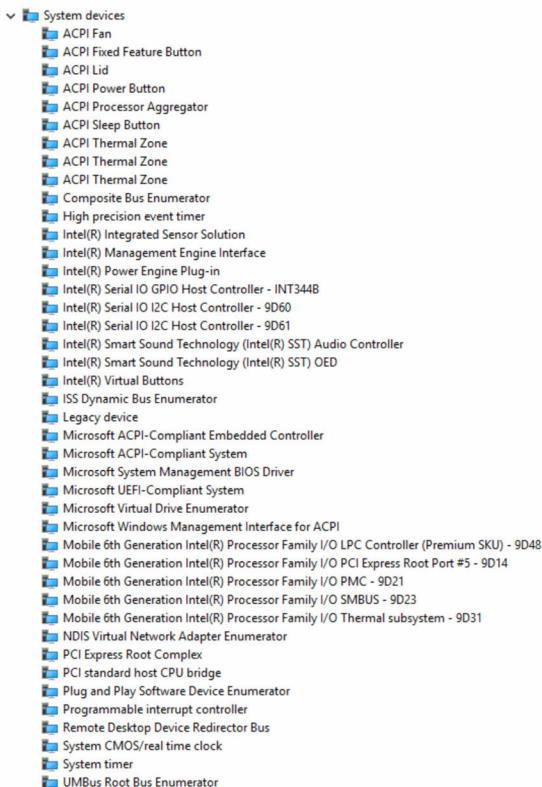 System devices
ACPI Fan
ACPI Fixed Feature Button
ACPI Lid
ACPI Power Button
ACPI Processor Aggregator
ACPI Sleep Button
ACPI Thermal Zone
ACPI Thermal Zone
ACPI Thermal Zone
Composite Bus Enumerator
High precision event timer
Intel(R) Integrated Sensor Solution
Intel(R) Management Engine Interface
Intel(R) Power Engine Plug-in
Intel(R) Serial IO GPIO Host Controller - INT344B
Intel(R) Serial IO I2C Host Controller - 9D60
Intel(R) Serial IO I2C Host Controller - 9D61
Intel(R) Smart Sound Technology (Intel(R) SST) Audio Controller
Intel(R) Smart Sound Technology (Intel(R) SST) OED
Intel(R) Virtual Buttons
ISS Dynamic Bus Enumerator
Legacy device
Microsoft ACPI-Compliant Embedded Controller
Microsoft ACPI-Compliant System
Microsoft System Management BIOS Driver
Microsoft UEFI-Compliant System
Microsoft Virtual Drive Enumerator
Microsoft Windows Management Interface for ACPI
Mobile 6th Generation Intel(R) Processor Family I/O LPC Controller (Premium SKU) - 9D48
Mobile 6th Generation Intel(R) Processor Family I/O PCI Express Root Port #5 - 9D14
Mobile 6th Generation Intel(R) Processor Family I/O PMC - 9D21
Mobile 6th Generation Intel(R) Processor Family I/O SMBUS - 9D23
Mobile 6th Generation Intel(R) Processor Family I/O Thermal subsystem - 9D31
NDIS Virtual Network Adapter Enumerator
PCI Express Root Complex
PCI standard host CPU bridge
Plug and Play Software Device Enumerator
Programmable interrupt controller
Remote Desktop Device Redirector Bus
System CMOS/real time clock
System timer
UMBus Root Bus Enumerator